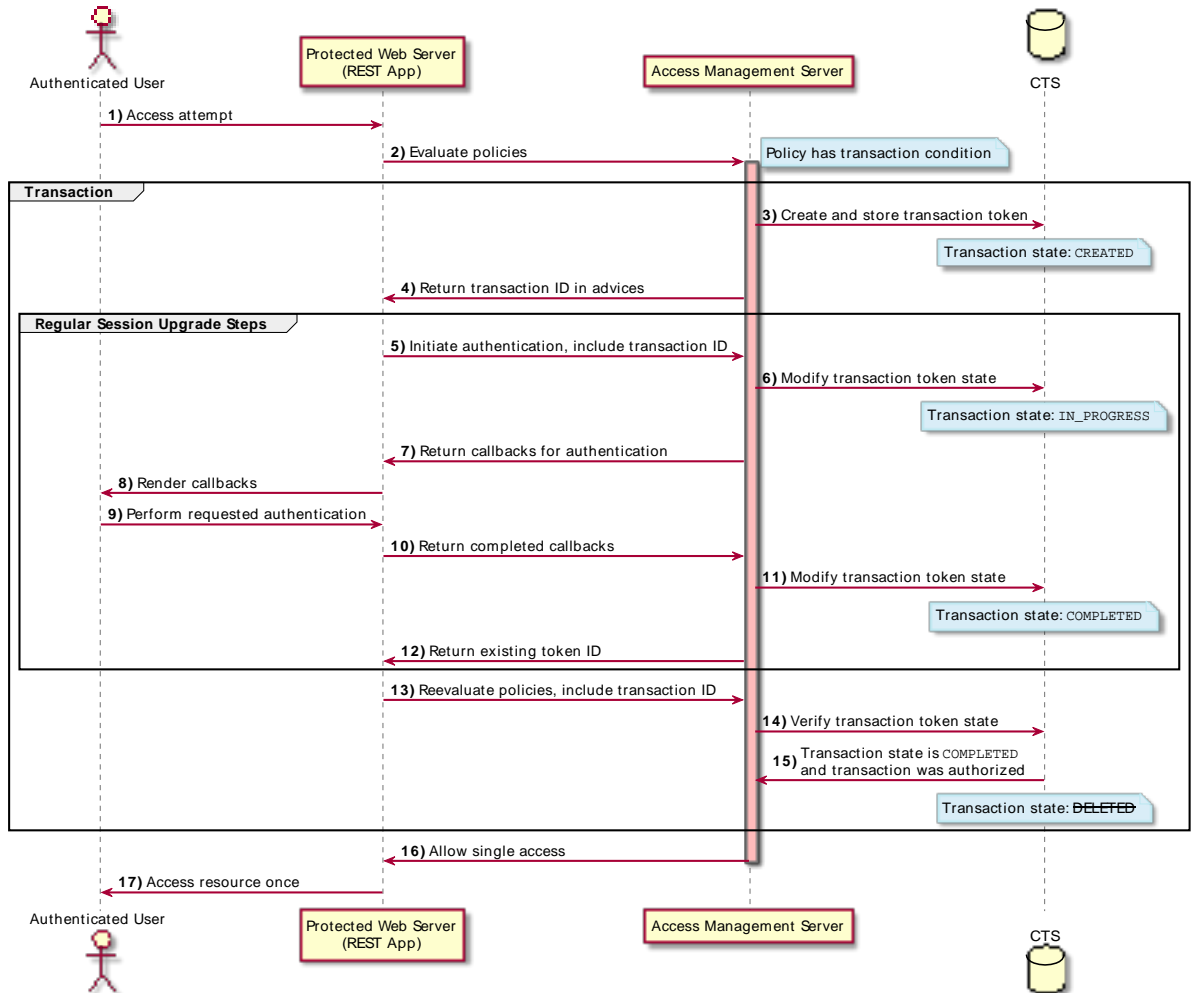 Authenticated User
Protected Web Server
(REST App)
Access Management Server
CTS
1) Access attempt
2) Evaluate policies
Policy has transaction condition
Transaction
3) Create and store transaction token
Transaction state: CREATED
4) Return transaction ID in advices
Regular Session Upgrade Steps
5) Initiate authentication, include transaction ID
6) Modify transaction token state
Transaction state: IN_PROGRESS
7) Return callbacks for authentication
8) Render callbacks
9) Perform requested authentication
10) Return completed callbacks
11) Modify transaction token state
Transaction state: COMPLETED
12) Return existing token ID
13) Reevaluate policies, include transaction ID
14) Verify transaction token state
15) Transaction state is COMPLETED
and transaction was authorized
Transaction state: DELETED
16) Allow single access
17) Access resource once
Authenticated User
Protected Web Server
(REST App)
Access Management Server
CTS